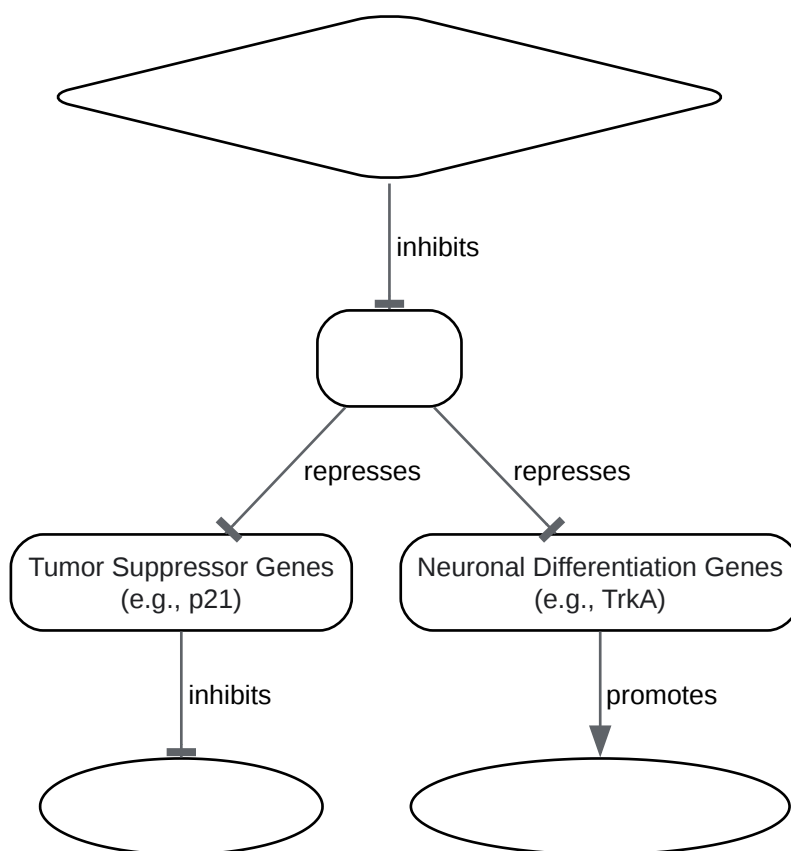 inhibits
represses
represses
Tumor Suppressor Genes
(e.g., p21)
Neuronal Differentiation Genes
(e.g., TrkA)
inhibits
promotes